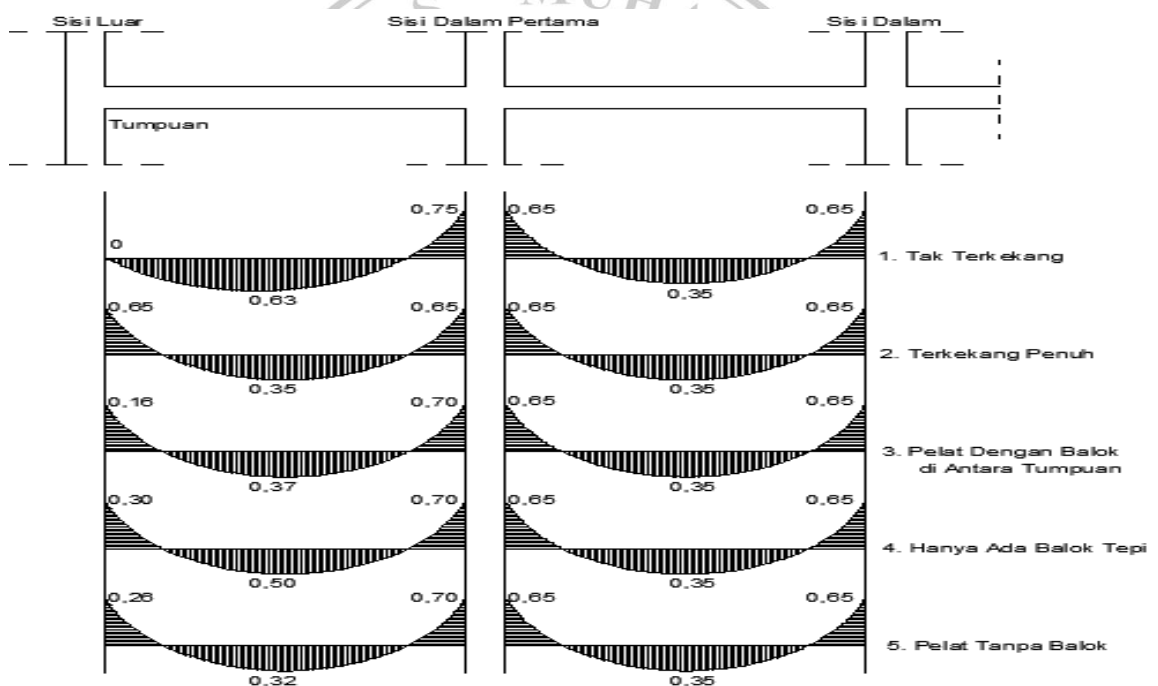 MUH
Sisi Luar Sisi Dalam Pertama Sisi Dalam
Tumpuan
0,75 0,65 0,65
0
1. Tak Terkekang
0,63 0,35
0,65 0,65 0,65 0,65
2. Terkekang Penuh
0,35 0,35
0,16 0,70 0,65 0,65
3. Pelat Dengan Balok
di Antara Tumpuan
0,37 0,35
0,30 0,70 0,65 0,65
4. Hanya Ada Balok Tepi
0,50 0,35
0,26 0,70 0,65 0,65
5. Pelat Tanpa Balok
0,32 0,35